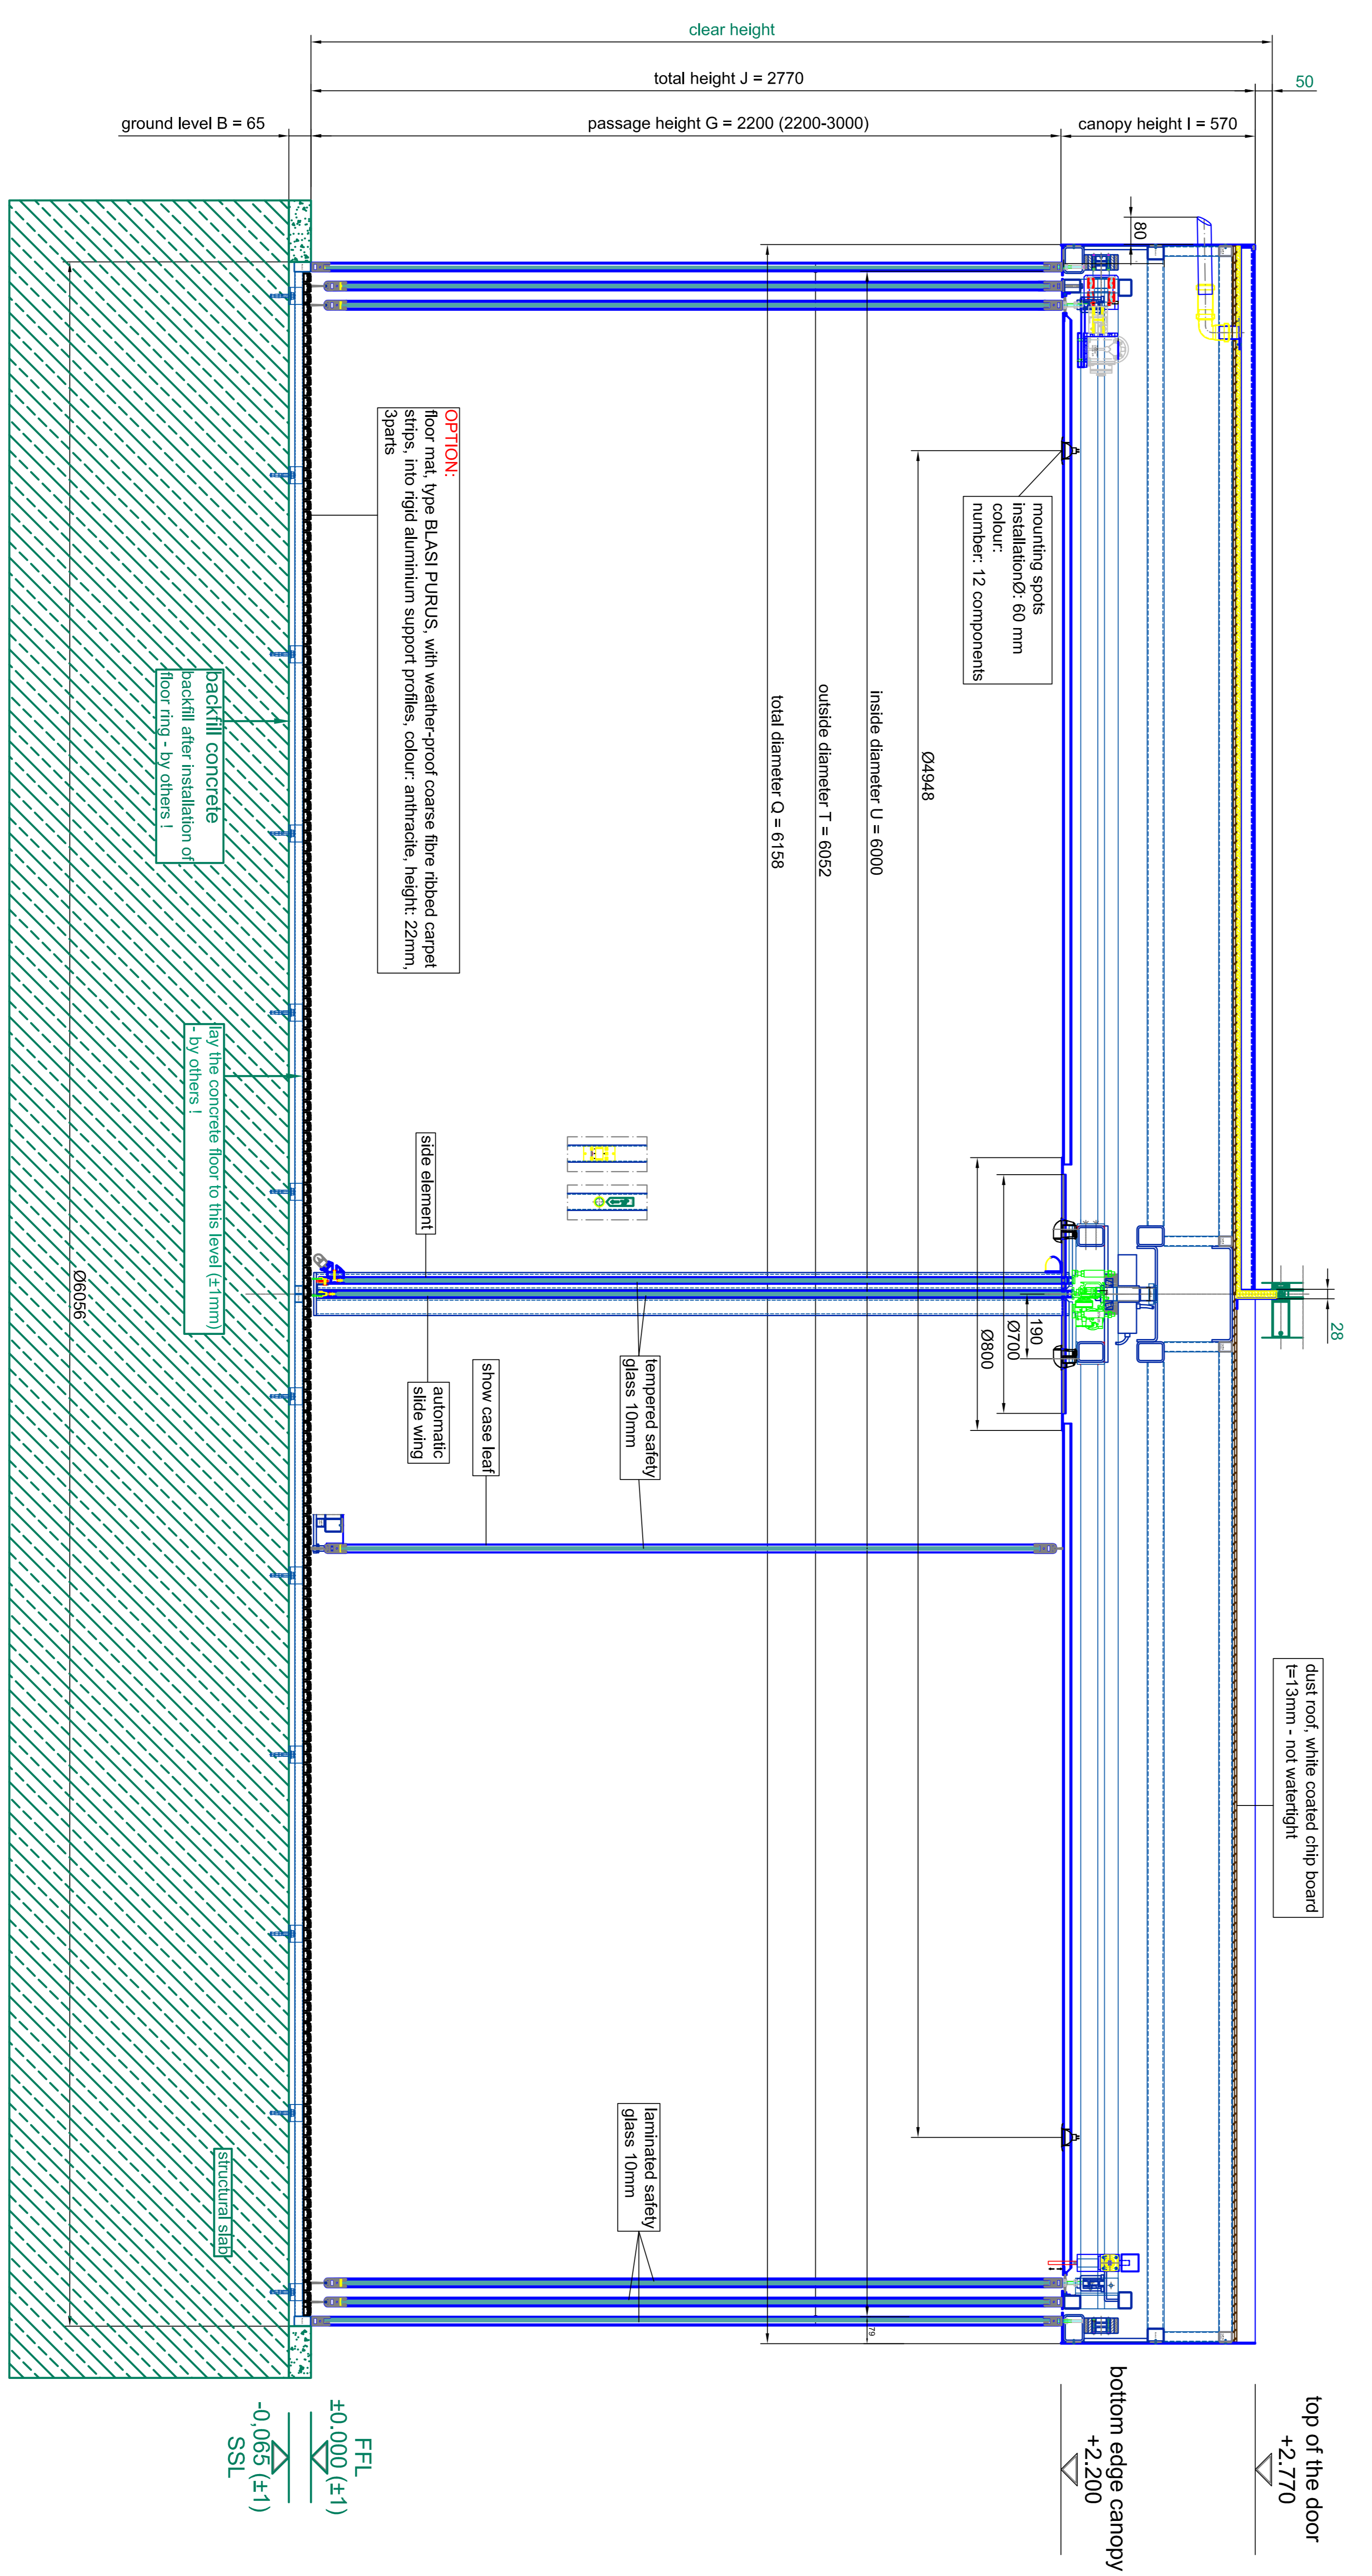 clear height
total height J = 2770
50
ground level B = 65
passage height G = 2200 (2200-3000)
canopy height I = 570
80
OPTION:
floor mat, type BLASI PURUS, with weather-proof coarse fibre ribbed carpet
strips, into rigid aluminium support profiles, colour: anthracite, height: 22mm,
3parts
mounting spots
installationØ: 60 mm
colour:
number: 12 components
Ø4948
inside diameter U = 6000
outside diameter T = 6052
total diameter Q = 6158
backfill concrete
backfill after installation of
floor ring - by others !
lay the concrete floor to this level (±1mm)
- by others !
Ø6056
side element
automatic
slide wing
show case leaf
tempered safety
glass 10mm
190
Ø700
Ø800
28
dust roof, white coated chip board
t=13mm - not watertight
laminated safety
glass 10mm
79
structural slab
top of the door
+2.770
bottom edge canopy
+2.200
FFL
±0.000 (±1)
-0,065 (±1)
SSL